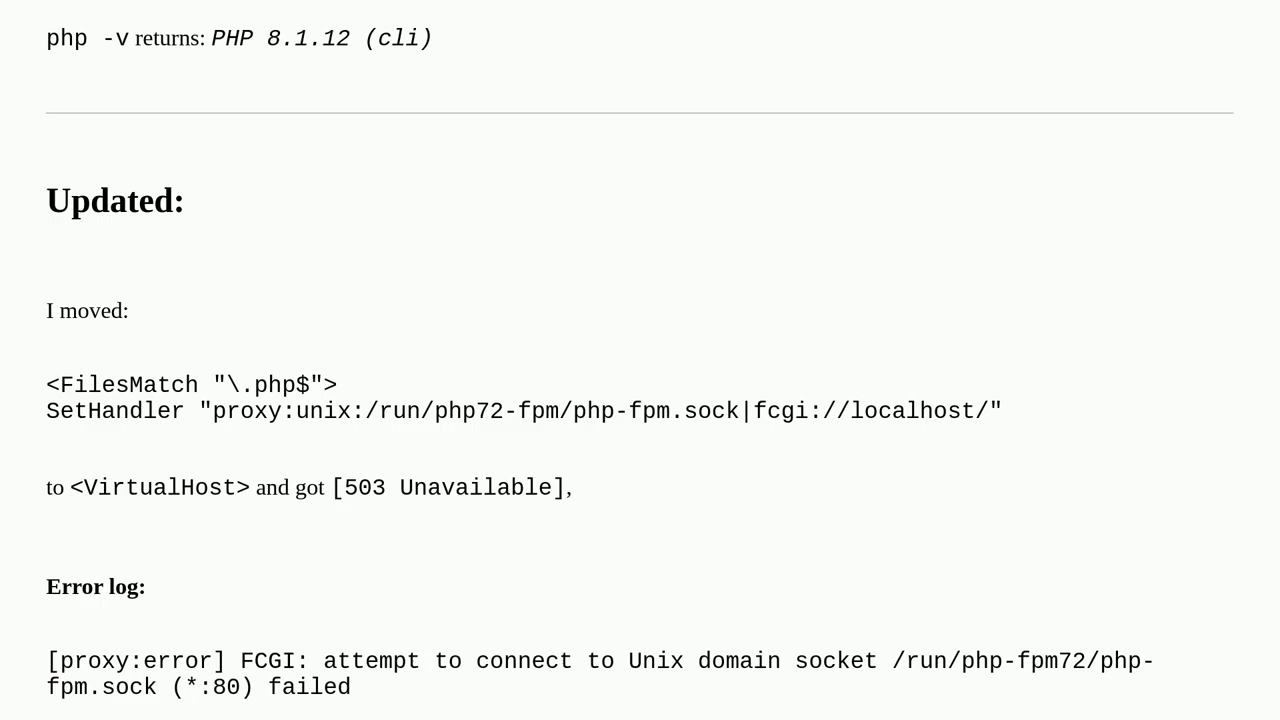 php -v returns: PHP 8.1.12 (cli)
Updated:
I moved:
<FilesMatch "\.php$">
SetHandler "proxy:unix:/run/php72-fpm/php-fpm.sock|fcgi://localhost/"
to <VirtualHost> and got [503 Unavailable],
Error log:
[proxy:error] FCGI: attempt to connect to Unix domain socket /run/php-fpm72/php-
fpm.sock (*:80) failed